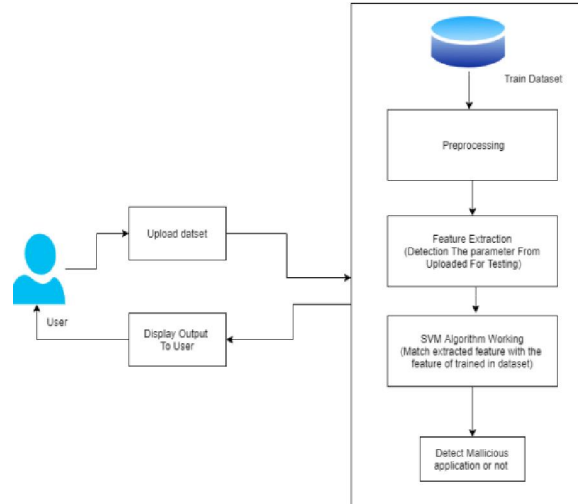 Train Dataset
Preprocessing
Feature Extraction
(Detection The parameter From
Uploaded For Testing)
Upload datset
User
Display Output
To User
SVM Algorithm Working
(Match extracted feature with the
feature of trained in dataset)
Detect Mallicious
application or not